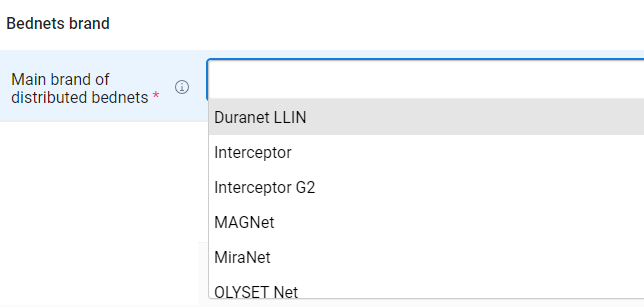 Bednets brand
Main brand of
distributed bednets *
Duranet LLIN
Interceptor
Interceptor G2
MAGNet
MiraNet
OLYSET Net